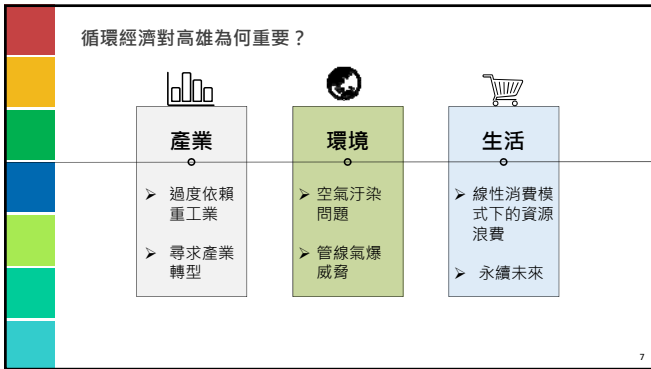 循環經濟對高雄為何重要？
產業
➢ 過度依賴
重工業
➢ 尋求產業
轉型
環境
➢ 空氣汙染
問題
➢ 管線氣爆
威脅
生活
➢ 線性消費模
式下的資源
浪費
➢ 永續未來
7